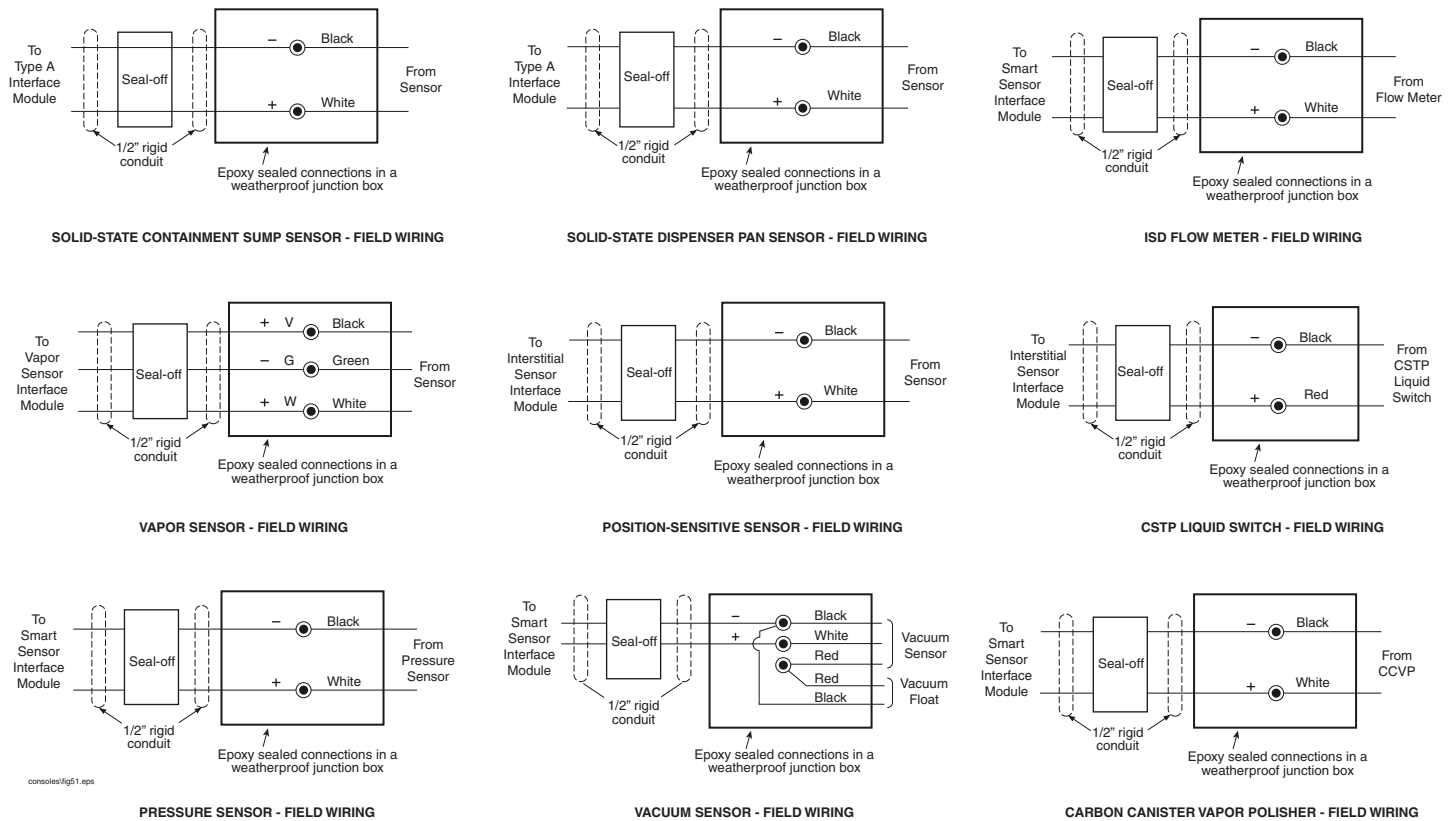 To
Type A
Interface
Module
Seal-off
−
Black
+
White
From
Sensor
1/2” rigid
conduit
Epoxy sealed connections in a
weatherproof junction box
SOLID-STATE CONTAINMENT SUMP SENSOR - FIELD WIRING
To
Type A
Interface
Module
Seal-off
−
Black
+
White
From
Sensor
1/2” rigid
conduit
Epoxy sealed connections in a
weatherproof junction box
SOLID-STATE DISPENSER PAN SENSOR - FIELD WIRING
To
Smart
Sensor
Interface
Module
Seal-off
−
Black
+
White
From
Flow Meter
1/2” rigid
conduit
Epoxy sealed connections in a
weatherproof junction box
ISD FLOW METER - FIELD WIRING
To
Vapor
Sensor
Interface
Module
Seal-off
+ V Black
− G Green
+ W White
From
Sensor
1/2” rigid
conduit
Epoxy sealed connections in a
weatherproof junction box
VAPOR SENSOR - FIELD WIRING
To
Interstitial
Sensor
Interface
Module
Seal-off
−
Black
+
White
From
Sensor
1/2” rigid
conduit
Epoxy sealed connections in a
weatherproof junction box
POSITION-SENSITIVE SENSOR - FIELD WIRING
To
Interstitial
Sensor
Interface
Module
Seal-off
−
Black
+
Red
From
CSTP
Liquid
Switch
1/2” rigid
conduit
Epoxy sealed connections in a
weatherproof junction box
CSTP LIQUID SWITCH - FIELD WIRING
To
Smart
Sensor
Interface
Module
Seal-off
−
Black
+
White
From
Pressure
Sensor
1/2” rigid
conduit
Epoxy sealed connections in a
weatherproof junction box
consoles\fig51.eps
PRESSURE SENSOR - FIELD WIRING
To
Smart
Sensor
Interface
Module
Seal-off
−
+
Black
White
Red
Red
Black
Vacuum
Sensor
Vacuum
Float
1/2” rigid
conduit
Epoxy sealed connections in a
weatherproof junction box
VACUUM SENSOR - FIELD WIRING
To
Smart
Sensor
Interface
Module
Seal-off
−
Black
+
White
From
CCVP
1/2” rigid
conduit
Epoxy sealed connections in a
weatherproof junction box
CARBON CANISTER VAPOR POLISHER - FIELD WIRING